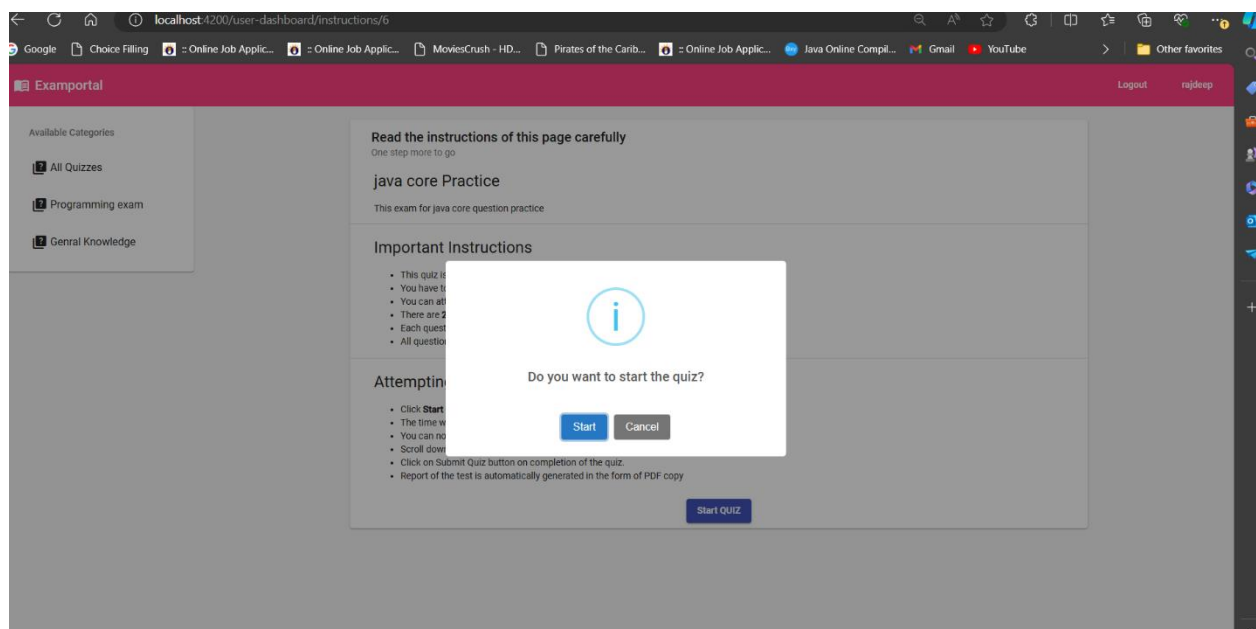 localhost:4200/user-dashboard/instructions/6
Google Choice Filling :: Online Job Applic... :: Online Job Applic... MoviesCrush - HD... Pirates of the Carib... :: Online Job Applic... Java Online Compil... Gmail YouTube Other favorites
Examportal Logout rajdeep
Available Categories
All Quizzes
Programming exam
Genral Knowledge
Read the instructions of this page carefully
One step more to go
java core Practice
This exam for java core question practice
Important Instructions
This quiz is
You have to
You can att
There are 2
Each quest
All question
Attemptin
Click Start
The time w
You can no
Scroll down
Click on Submit Quiz button on completion of the quiz.
Report of the test is automatically generated in the form of PDF copy
Start QUIZ
Do you want to start the quiz?
Start Cancel